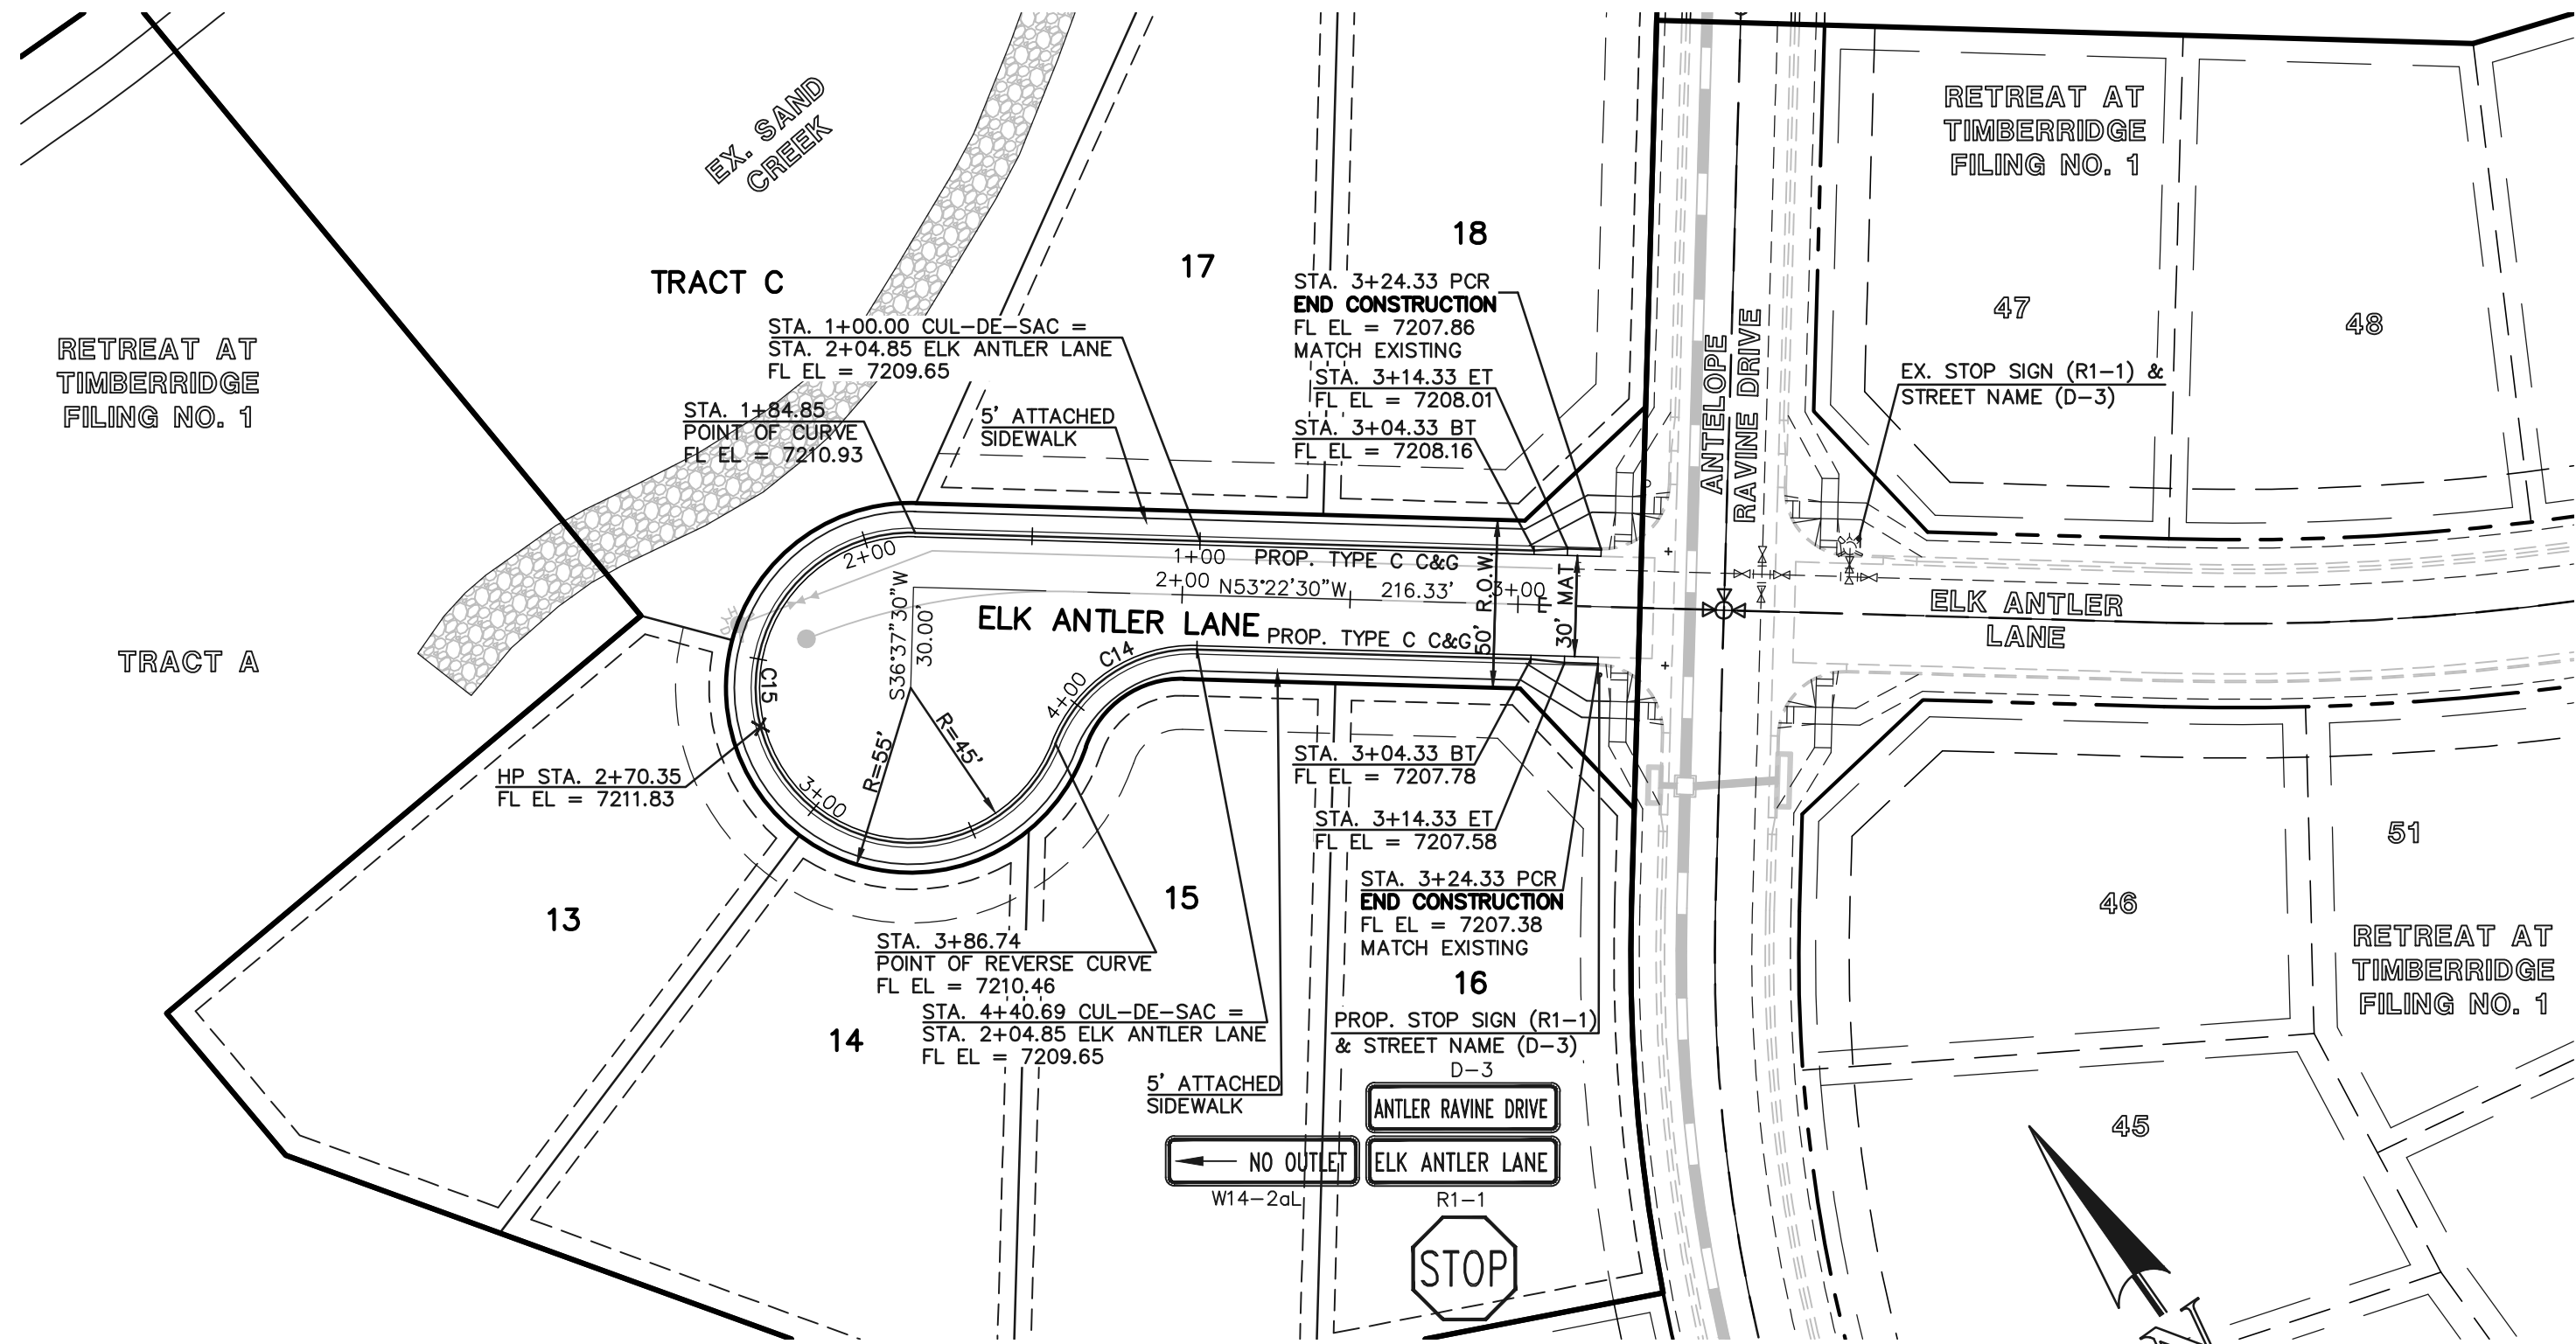 EX. SAND
CREEK
TRACT C
RETREAT AT
TIMBERRIDGE
FILING NO. 1
TRACT A
17
18
STA. 1+00.00 CUL-DE-SAC =
STA. 2+04.85 ELK ANTLER LANE
FL EL = 7209.65
STA. 1+84.85
POINT OF CURVE
FL EL = 7210.93
5' ATTACHED
SIDEWALK
STA. 3+24.33 PCR
END CONSTRUCTION
FL EL = 7207.86
MATCH EXISTING
STA. 3+14.33 ET
FL EL = 7208.01
STA. 3+04.33 BT
FL EL = 7208.16
ANTELOPE
RAVINE DRIVE
RETREAT AT
TIMBERRIDGE
FILING NO. 1
47
48
EX. STOP SIGN (R1-1) &
STREET NAME (D-3)
2+00
1+00
PROP. TYPE C C&G
2+00
N53°22'30"W
216.33'
3+00
S36°37'30"W
30.00'
ELK ANTLER LANE
PROP. TYPE C C&G
50' R.O.W.
30' MAT
ELK ANTLER
LANE
C15
C14
4+00
3+00
R=55'
R=45'
HP STA. 2+70.35
FL EL = 7211.83
STA. 3+04.33 BT
FL EL = 7207.78
STA. 3+14.33 ET
FL EL = 7207.58
STA. 3+24.33 PCR
END CONSTRUCTION
FL EL = 7207.38
MATCH EXISTING
13
14
15
16
STA. 3+86.74
POINT OF REVERSE CURVE
FL EL = 7210.46
STA. 4+40.69 CUL-DE-SAC =
STA. 2+04.85 ELK ANTLER LANE
FL EL = 7209.65
5' ATTACHED
SIDEWALK
PROP. STOP SIGN (R1-1)
& STREET NAME (D-3)
D-3
ANTLER RAVINE DRIVE
NO OUTLET
ELK ANTLER LANE
W14-2aL
R1-1
STOP
51
46
45
RETREAT AT
TIMBERRIDGE
FILING NO. 1